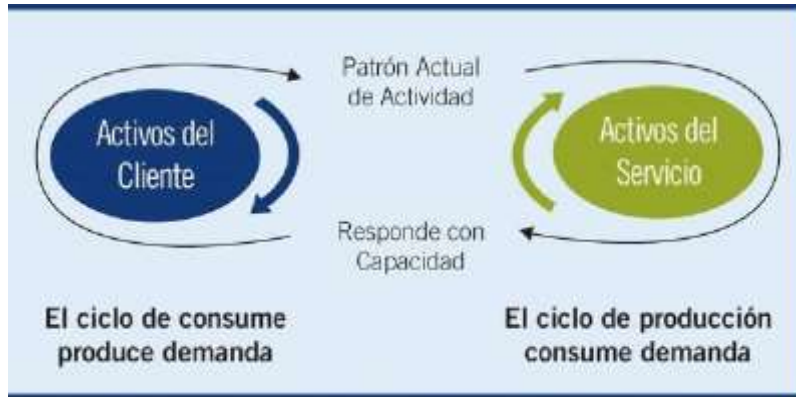 Patrón Actual
de Actividad
Activos del
Cliente
Activos del
Servicio
Responde con
Capacidad
El ciclo de consume
produce demanda
El ciclo de producción
consume demanda